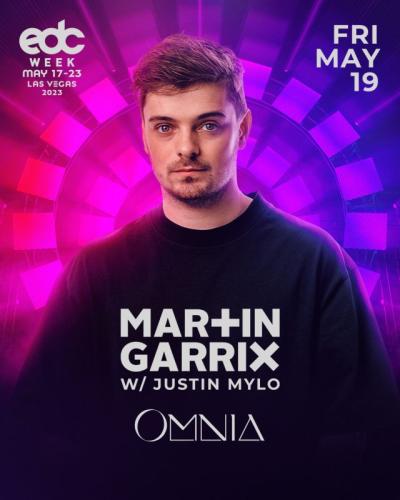 edc
WEEK
MAY 17-23
LAS VEGAS
2023
FRI
MAY
19
MARTIN
GARRIX
W/ JUSTIN MYLO
OMNIA